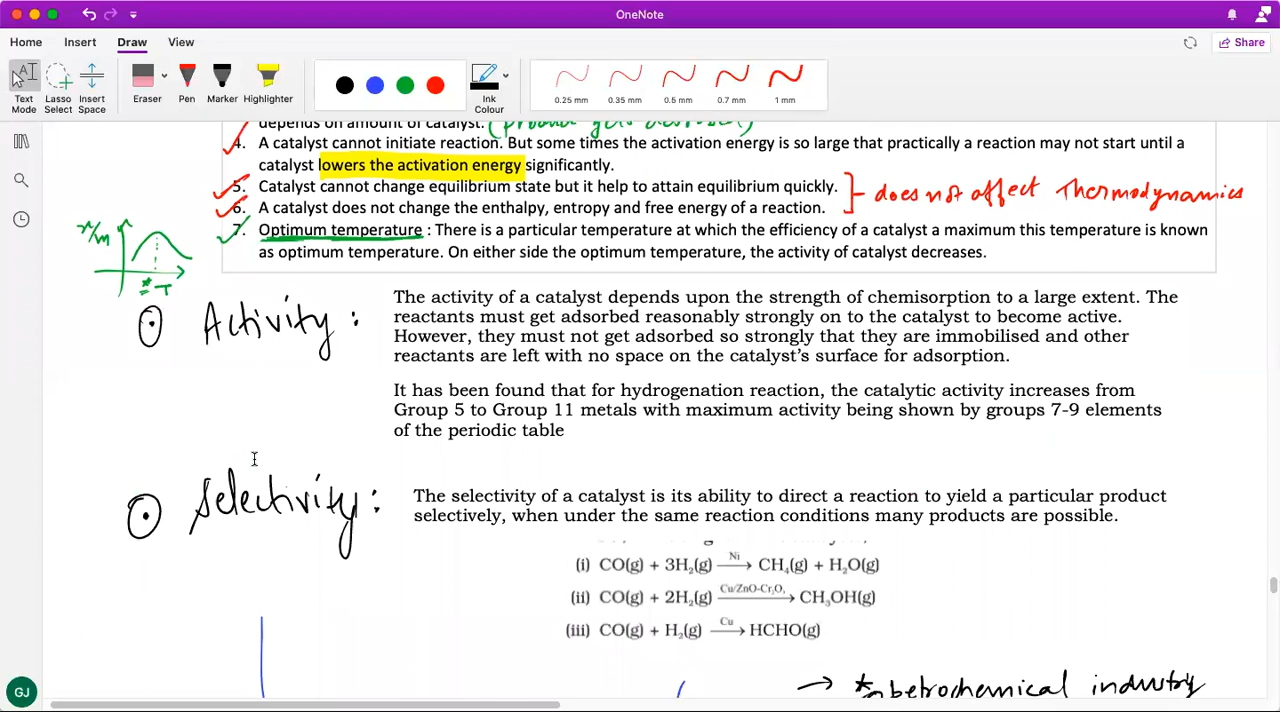 OneNote
Home Insert Draw View
Share
Text Mode
Lasso Select
Insert Space
Eraser
Pen
Marker
Highlighter
Ink Colour
0.25 mm 0.35 mm 0.5 mm 0.7 mm 1 mm
depends on amount of catalyst.
4. A catalyst cannot initiate reaction. But some times the activation energy is so large that practically a reaction may not start until a
catalyst lowers the activation energy significantly.
5. Catalyst cannot change equilibrium state but it help to attain equilibrium quickly.
does not affect Thermodynamics
6. A catalyst does not change the enthalpy, entropy and free energy of a reaction.
7. Optimum temperature : There is a particular temperature at which the efficiency of a catalyst a maximum this temperature is known
as optimum temperature. On either side the optimum temperature, the activity of catalyst decreases.
x/m
* T
Activity :
The activity of a catalyst depends upon the strength of chemisorption to a large extent. The
reactants must get adsorbed reasonably strongly on to the catalyst to become active.
However, they must not get adsorbed so strongly that they are immobilised and other
reactants are left with no space on the catalyst's surface for adsorption.
It has been found that for hydrogenation reaction, the catalytic activity increases from
Group 5 to Group 11 metals with maximum activity being shown by groups 7-9 elements
of the periodic table
Selectivity :
The selectivity of a catalyst is its ability to direct a reaction to yield a particular product
selectively, when under the same reaction conditions many products are possible.
(i) CO(g) + 3H₂(g) —Ni→ CH₄(g) + H₂O(g)
(ii) CO(g) + 2H₂(g) —Cu/ZnO-Cr₂O₃→ CH₃OH(g)
(iii) CO(g) + H₂(g) —Cu→ HCHO(g)
→ * petrochemical industry
GJ